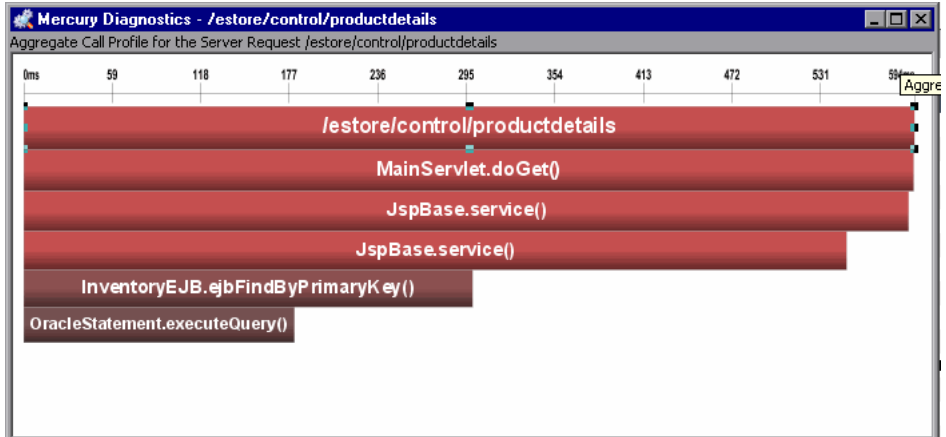 Mercury Diagnostics - /estore/control/productdetails
Aggregate Call Profile for the Server Request /estore/control/productdetails
0ms 59 118 177 236 295 354 413 472 531
Aggre
/estore/control/productdetails
MainServlet.doGet()
JspBase.service()
JspBase.service()
InventoryEJB.ejbFindByPrimaryKey()
OracleStatement.executeQuery()